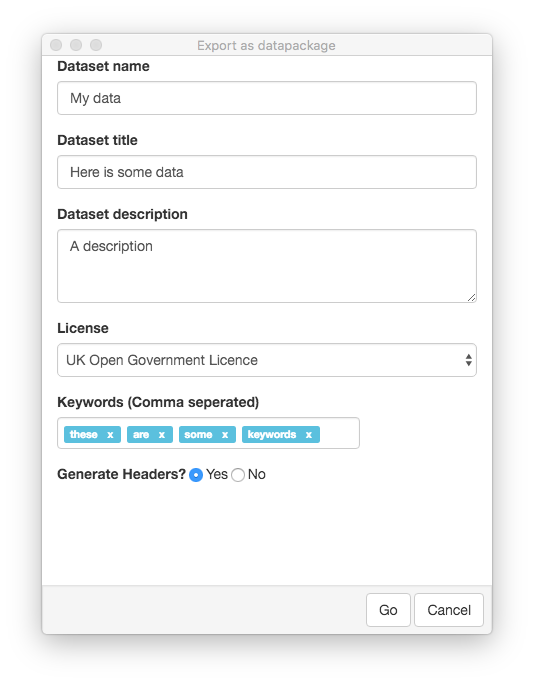 Export as datapackage
Dataset name
My data
Dataset title
Here is some data
Dataset description
A description
License
UK Open Government Licence
Keywords (Comma seperated)
these x are x some x keywords x
Generate Headers? Yes No
Go Cancel